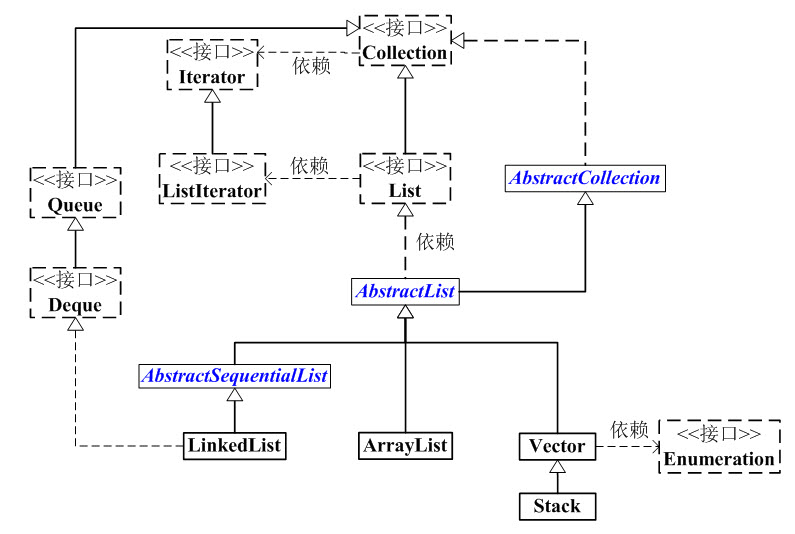 <<接口>>
Collection
<<接口>>
Iterator
依赖
<<接口>>
Queue
<<接口>>
ListIterator
依赖
<<接口>>
List
AbstractCollection
依赖
<<接口>>
Deque
AbstractList
AbstractSequentialList
LinkedList
ArrayList
Vector
依赖
<<接口>>
Enumeration
Stack